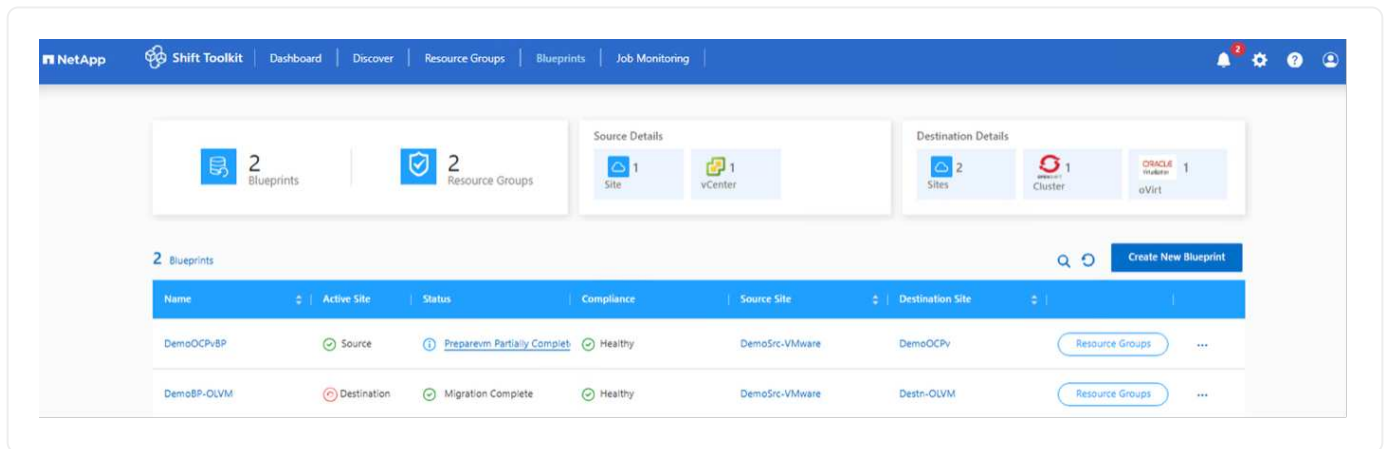 NetApp Shift Toolkit Dashboard Discover Resource Groups Blueprints Job Monitoring 2
2 Blueprints
2 Resource Groups
Source Details
1 Site
1 vCenter
Destination Details
2 Sites
1 Cluster
ORACLE 1 oVirt
2 Blueprints Create New Blueprint
Name Active Site Status Compliance Source Site Destination Site
DemoOCPvBP Source Preparevm Partially Complet Healthy DemoSrc-VMware DemoOCPv Resource Groups ...
DemoBP-OLVM Destination Migration Complete Healthy DemoSrc-VMware Destn-OLVM Resource Groups ...